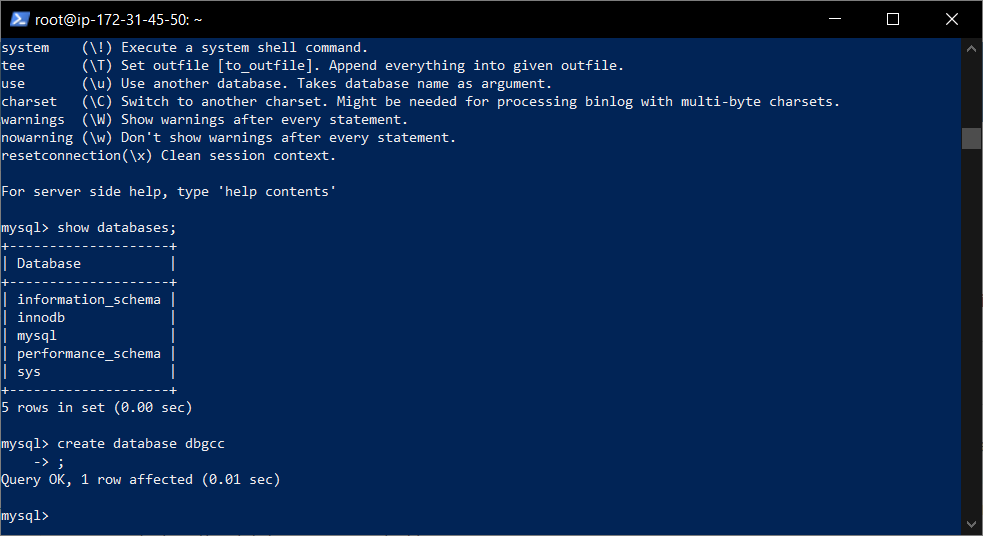 root@ip-172-31-45-50: ~
system    (\!) Execute a system shell command.
tee       (\T) Set outfile [to_outfile]. Append everything into given outfile.
use       (\u) Use another database. Takes database name as argument.
charset   (\C) Switch to another charset. Might be needed for processing binlog with multi-byte charsets.
warnings  (\W) Show warnings after every statement.
nowarning (\w) Don't show warnings after every statement.
resetconnection(\x) Clean session context.
For server side help, type 'help contents'
mysql> show databases;
+--------------------+
| Database           |
+--------------------+
| information_schema |
| innodb             |
| mysql              |
| performance_schema |
| sys                |
+--------------------+
5 rows in set (0.00 sec)
mysql> create database dbgcc
    -> ;
Query OK, 1 row affected (0.01 sec)
mysql>